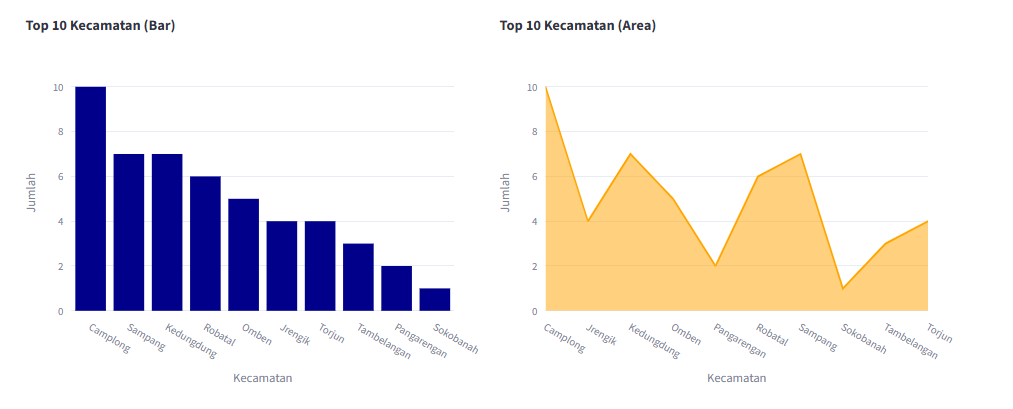 Top 10 Kecamatan (Bar)
10
8
6
4
2
0
Jumlah
Camplong
Sampang
Kedungdung
Robatal
Omben
Jrengik
Torjun
Tambelangan
Pangarengan
Sokobanah
Kecamatan
Top 10 Kecamatan (Area)
10
8
6
4
2
0
Jumlah
Camplong
Jrengik
Kedungdung
Omben
Pangarengan
Robatal
Sampang
Sokobanah
Tambelangan
Torjun
Kecamatan